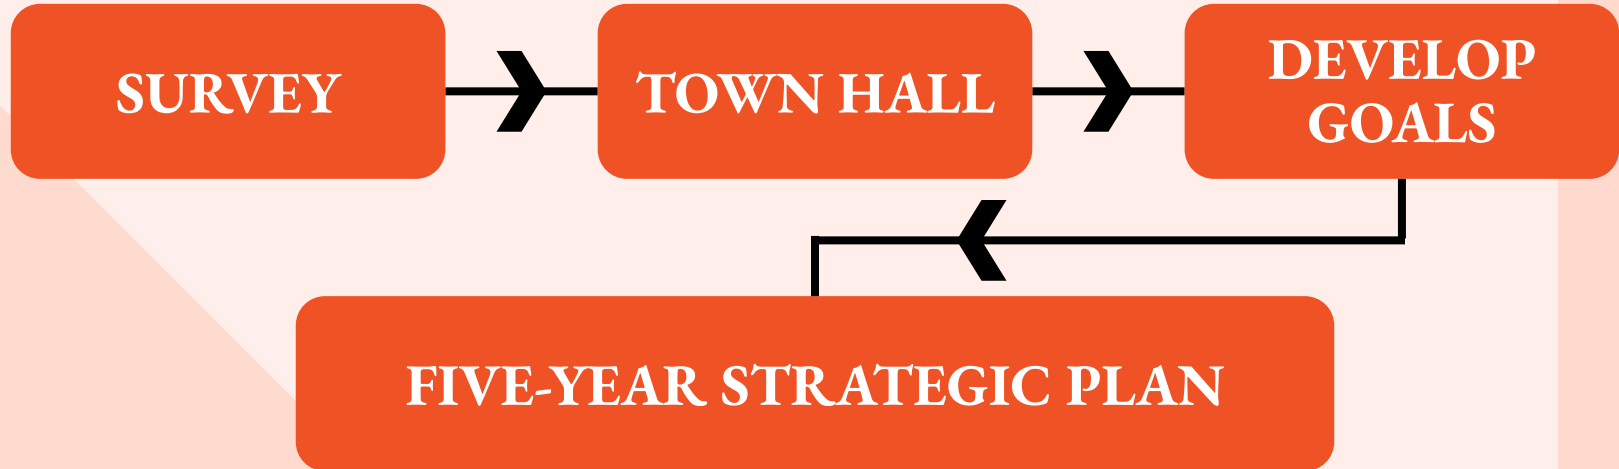 SURVEY
TOWN HALL
DEVELOP
GOALS
FIVE-YEAR STRATEGIC PLAN